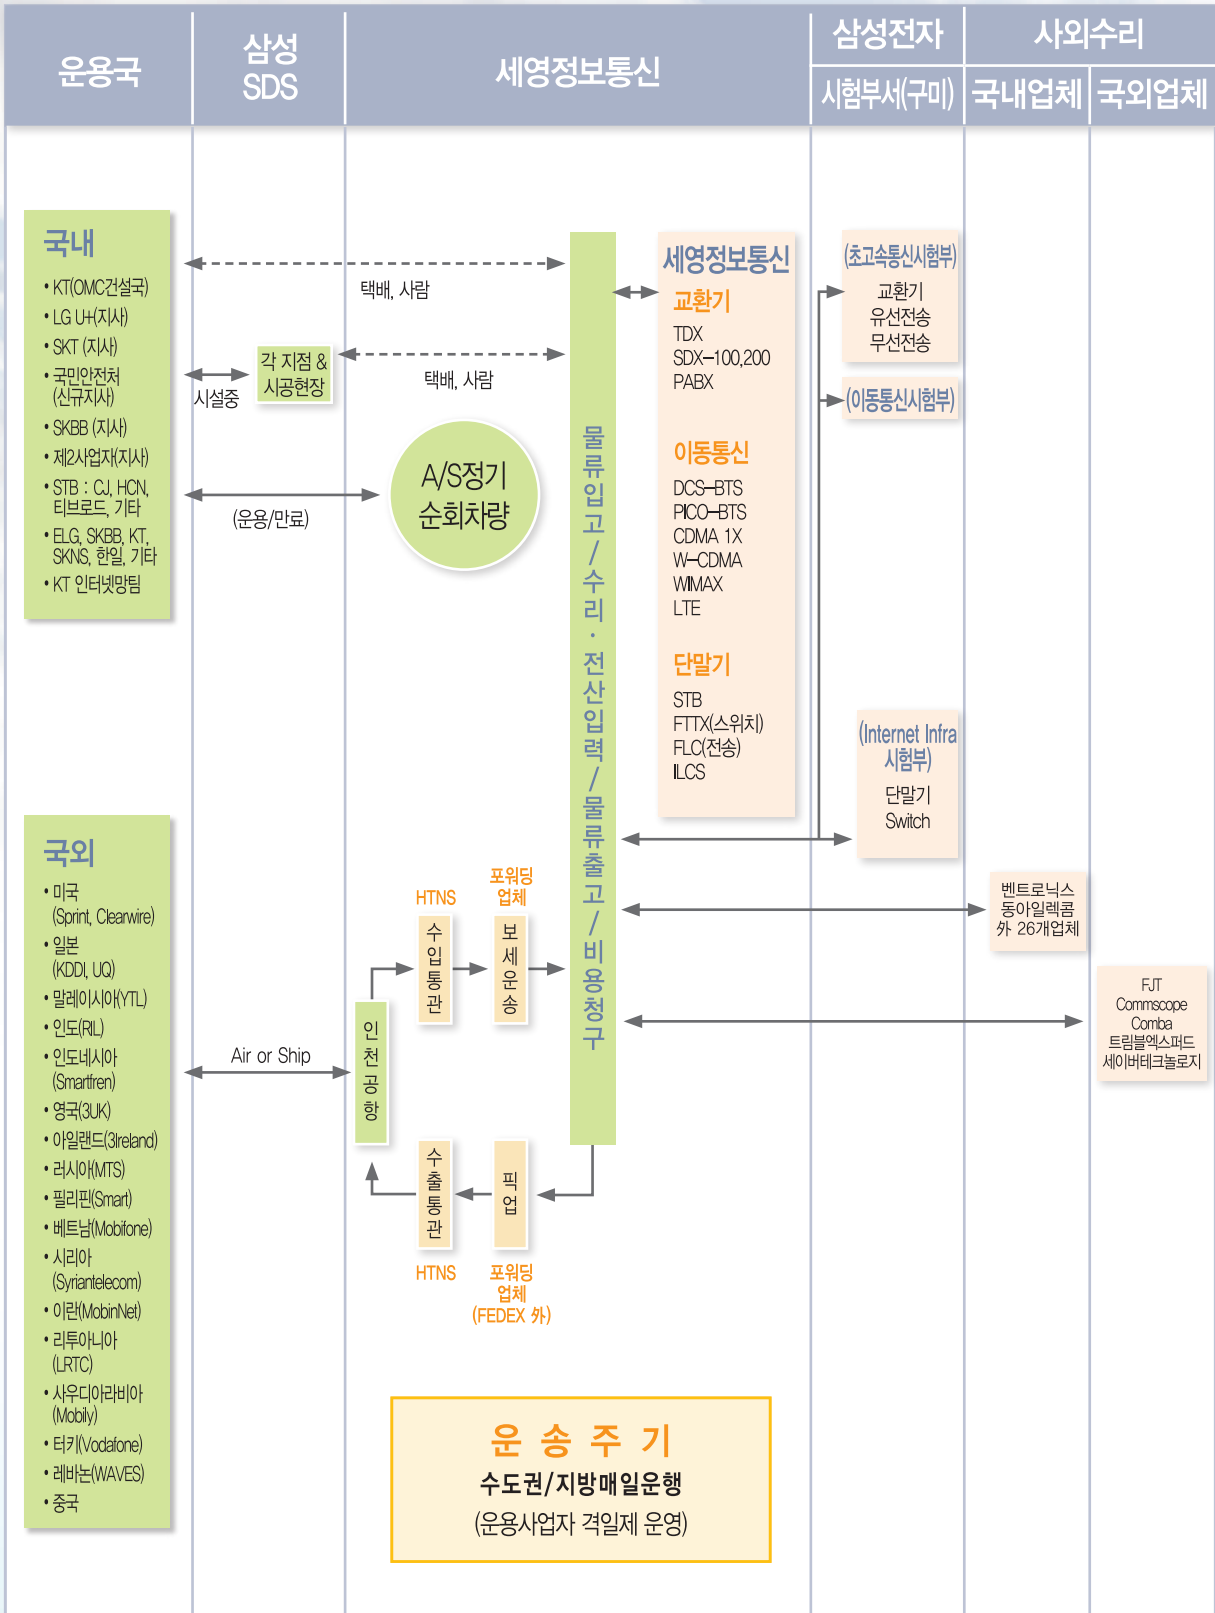 운용국
삼성
SDS
세영정보통신
삼성전자
시험부서(구미)
사외수리
국내업체
국외업체
국내
• KT(OMC건설국)
• LG U+(지사)
• SKT (지사)
• 국민안전처
(신규지사)
• SKBB (지사)
• 제2사업자(지사)
• STB : CJ, HCN,
티브로드, 기타
• ELG, SKBB, KT,
SKNS, 한일, 기타
• KT 인터넷망팀
택배, 사람
시설중
각 지점 &
시공현장
택배, 사람
(운용/만료)
A/S정기
순회차량
물류입고/수리·전산입력/물류출고/비용청구
세영정보통신
교환기
TDX
SDX-100,200
PABX
이동통신
DCS-BTS
PICO-BTS
CDMA 1X
W-CDMA
WIMAX
LTE
단말기
STB
FTTX(스위치)
FLC(전송)
ILCS
(초고속통신시험부)
교환기
유선전송
무선전송
(이동통신시험부)
(Internet Infra
시험부)
단말기
Switch
벤트로닉스
동아일렉콤
外 26개업체
FJT
Commscope
Comba
트림블엑스퍼드
세이버테크놀로지
국외
• 미국
(Sprint, Clearwire)
• 일본
(KDDI, UQ)
• 말레이시아(YTL)
• 인도(RIL)
• 인도네시아
(Smartfren)
• 영국(3UK)
• 아일랜드(3Ireland)
• 러시아(MTS)
• 필리핀(Smart)
• 베트남(Mobifone)
• 시리아
(Syriantelecom)
• 이란(MobinNet)
• 리투아니아
(LRTC)
• 사우디아라비아
(Mobily)
• 터키(Vodafone)
• 레바논(WAVES)
• 중국
Air or Ship
인천공항
HTNS
수입통관
포워딩
업체
보세운송
수출통관
HTNS
픽업
포워딩
업체
(FEDEX 外)
운 송 주 기
수도권/지방매일운행
(운용사업자 격일제 운영)